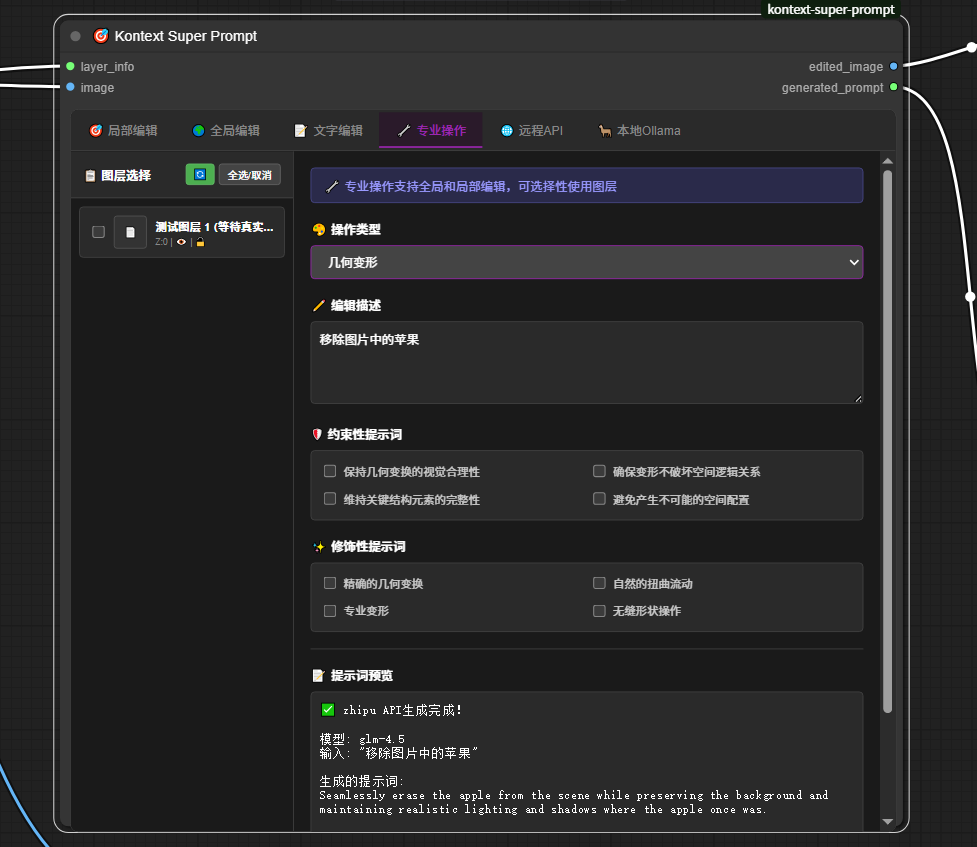 kontext-super-prompt
Kontext Super Prompt
layer_info
edited_image
image
generated_prompt
局部编辑 全局编辑 文字编辑 专业操作 远程API 本地Ollama
图层选择
全选/取消
测试图层 1 (等待真实...
Z:0 | |
专业操作支持全局和局部编辑，可选择性使用图层
操作类型
几何变形
编辑描述
移除图片中的苹果
约束性提示词
保持几何变换的视觉合理性
确保变形不破坏空间逻辑关系
维持关键结构元素的完整性
避免产生不可能的空间配置
修饰性提示词
精确的几何变换
自然的扭曲流动
专业变形
无缝形状操作
提示词预览
✅ zhipu API生成完成!
模型: glm-4.5
输入: "移除图片中的苹果"
生成的提示词:
Seamlessly erase the apple from the scene while preserving the background and
maintaining realistic lighting and shadows where the apple once was.